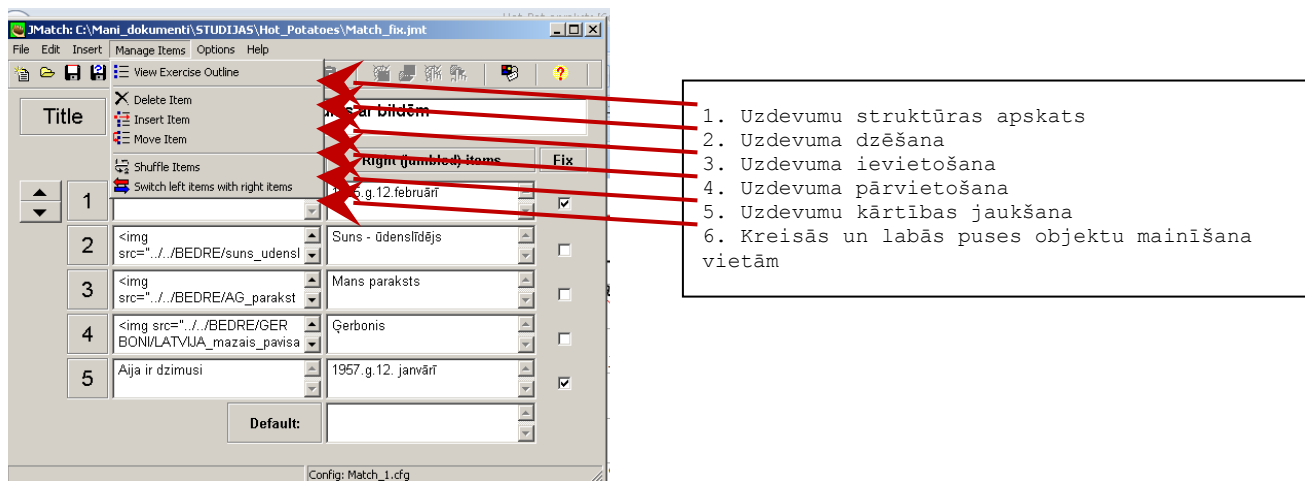 JMatch: C:\Mani_dokumenti\STUDIJAS\Hot_Potatoes\Match_fix.jmt
File Edit Insert Manage Items Options Help
View Exercise Outline
Delete Item
Insert Item
Move Item
Shuffle Items
Switch left items with right items
Title
ar bildēm
Right (jumbled) items Fix
1
g.12.februārī
2
<img
src="../../BEDRE/suns_udensl
Suns - ūdenslīdējs
3
<img
src="../../BEDRE/AG_parakst
Mans paraksts
4
<img src="../../BEDRE/GER
BONI/LATVIJA_mazais_pavisa
Ģerbonis
5
Aija ir dzimusi
1957.g.12. janvārī
Default:
Config: Match_1.cfg
1. Uzdevumu struktūras apskats
2. Uzdevuma dzēšana
3. Uzdevuma ievietošana
4. Uzdevuma pārvietošana
5. Uzdevumu kārtības jaukšana
6. Kreisās un labās puses objektu mainīšana
vietām